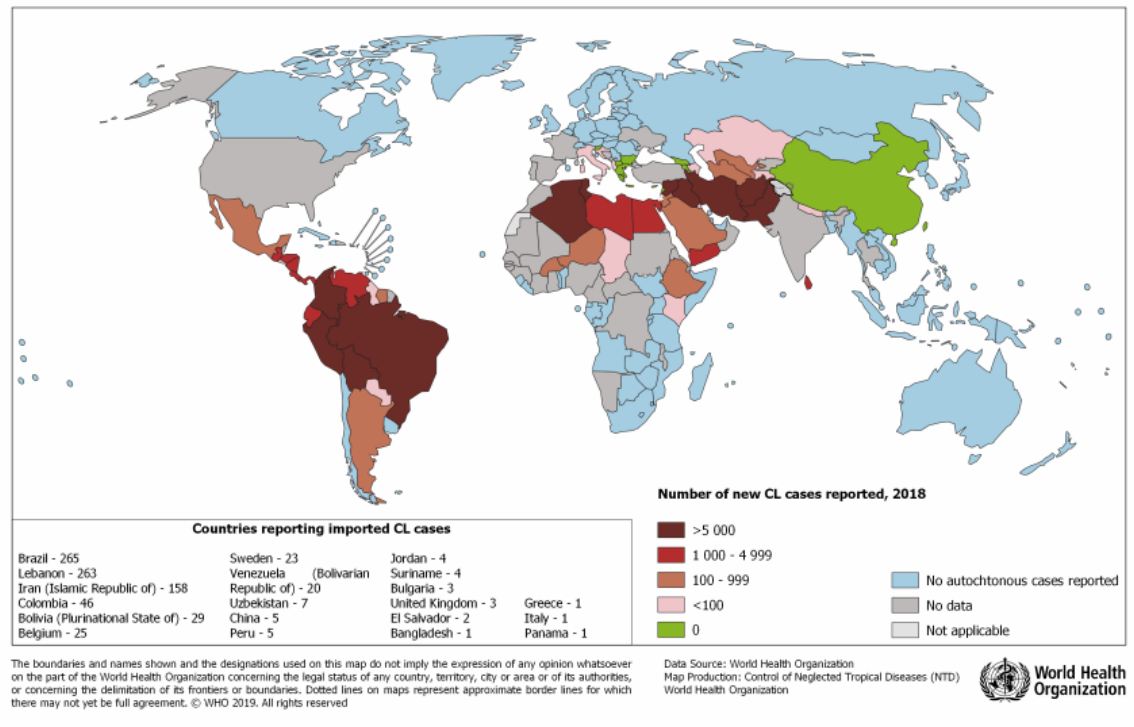 Number of new CL cases reported, 2018
>5 000
1 000 - 4 999
100 - 999
<100
0
No autochtonous cases reported
No data
Not applicable
Countries reporting imported CL cases
Brazil - 265
Lebanon - 263
Iran (Islamic Republic of) - 158
Colombia - 46
Bolivia (Plurinational State of) - 29
Belgium - 25
Sweden - 23
Venezuela (Bolivarian
Republic of) - 20
Uzbekistan - 7
China - 5
Peru - 5
Jordan - 4
Suriname - 4
Bulgaria - 3
United Kingdom - 3
El Salvador - 2
Bangladesh - 1
Greece - 1
Italy - 1
Panama - 1
The boundaries and names shown and the designations used on this map do not imply the expression of any opinion whatsoever
on the part of the World Health Organization concerning the legal status of any country, territory, city or area or of its authorities,
or concerning the delimitation of its frontiers or boundaries. Dotted lines on maps represent approximate border lines for which
there may not yet be full agreement. © WHO 2019. All rights reserved
Data Source: World Health Organization
Map Production: Control of Neglected Tropical Diseases (NTD)
World Health Organization
World Health
Organization